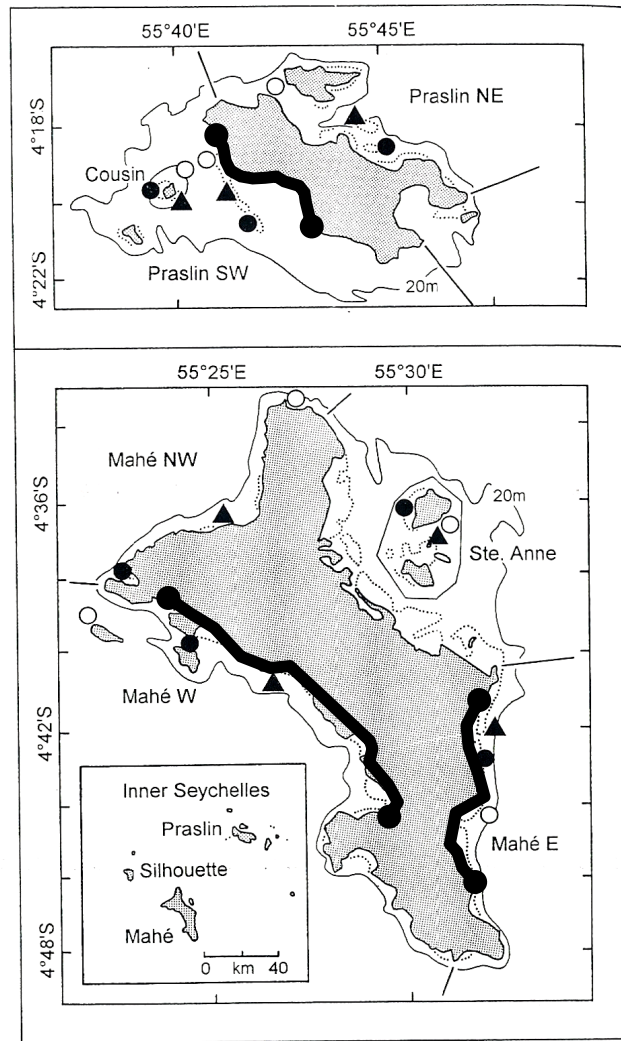 55°40'E
55°45'E
Praslin NE
4°18'S
Cousin
Praslin SW
4°22'S
20m
55°25'E
55°30'E
Mahé NW
4°36'S
20m
Ste. Anne
Mahé W
4°42'S
Inner Seychelles
Praslin
Silhouette
Mahé
0 km 40
Mahé E
4°48'S